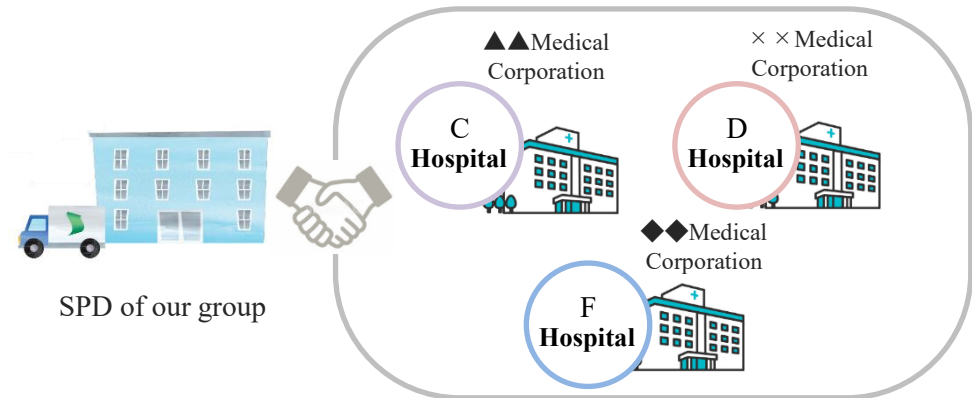 ▲▲Medical
Corporation
× × Medical
Corporation
C
Hospital
D
Hospital
◆◆Medical
Corporation
SPD of our group
F
Hospital